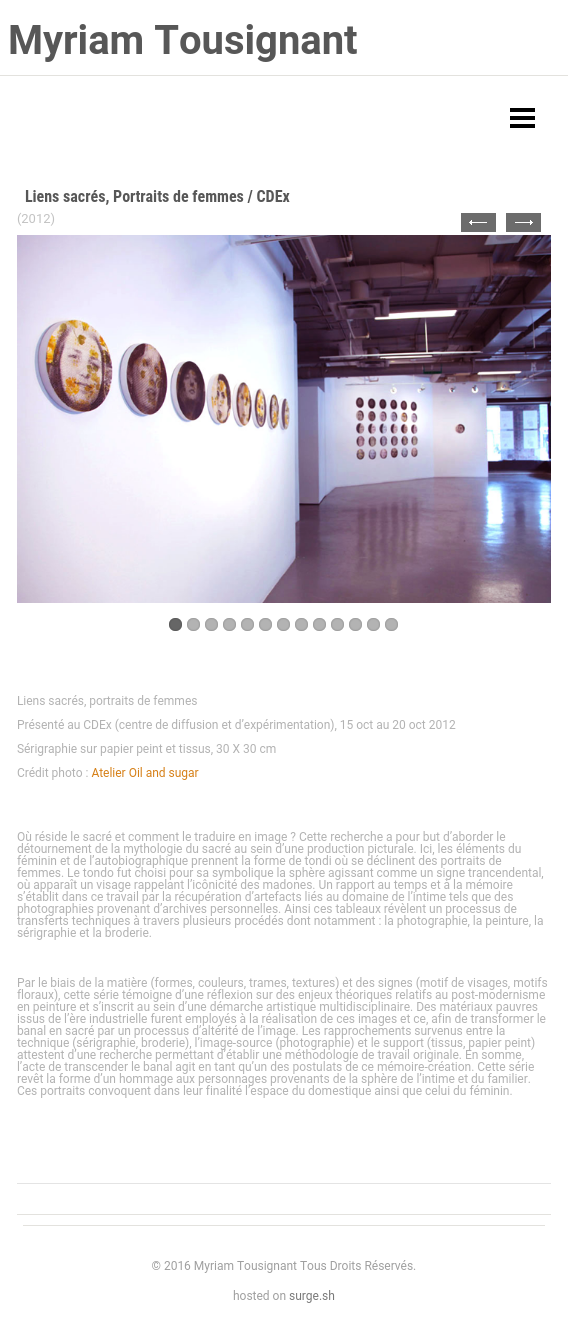 Myriam Tousignant
Liens sacrés, Portraits de femmes / CDEx
(2012)
Liens sacrés, portraits de femmes
Présenté au CDEx (centre de diffusion et d’expérimentation), 15 oct au 20 oct 2012
Sérigraphie sur papier peint et tissus, 30 X 30 cm
Crédit photo : Atelier Oil and sugar
Où réside le sacré et comment le traduire en image ? Cette recherche a pour but d’aborder le
détournement de la mythologie du sacré au sein d’une production picturale. Ici, les éléments du
féminin et de l’autobiographique prennent la forme de tondi où se déclinent des portraits de
femmes. Le tondo fut choisi pour sa symbolique la sphère agissant comme un signe trancendental,
où apparaît un visage rappelant l’icônicité des madones. Un rapport au temps et à la mémoire
s’établit dans ce travail par la récupération d’artefacts liés au domaine de l’intime tels que des
photographies provenant d’archives personnelles. Ainsi ces tableaux révèlent un processus de
transferts techniques à travers plusieurs procédés dont notamment : la photographie, la peinture, la
sérigraphie et la broderie.
Par le biais de la matière (formes, couleurs, trames, textures) et des signes (motif de visages, motifs
floraux), cette série témoigne d’une réflexion sur des enjeux théoriques relatifs au post-modernisme
en peinture et s’inscrit au sein d’une démarche artistique multidisciplinaire. Des matériaux pauvres
issus de l’ère industrielle furent employés à la réalisation de ces images et ce, afin de transformer le
banal en sacré par un processus d’altérité de l’image. Les rapprochements survenus entre la
technique (sérigraphie, broderie), l’image-source (photographie) et le support (tissus, papier peint)
attestent d’une recherche permettant d’établir une méthodologie de travail originale. En somme,
l’acte de transcender le banal agit en tant qu’un des postulats de ce mémoire-création. Cette série
revêt la forme d’un hommage aux personnages provenants de la sphère de l’intime et du familier.
Ces portraits convoquent dans leur finalité l’espace du domestique ainsi que celui du féminin.
© 2016 Myriam Tousignant Tous Droits Réservés.
hosted on surge.sh